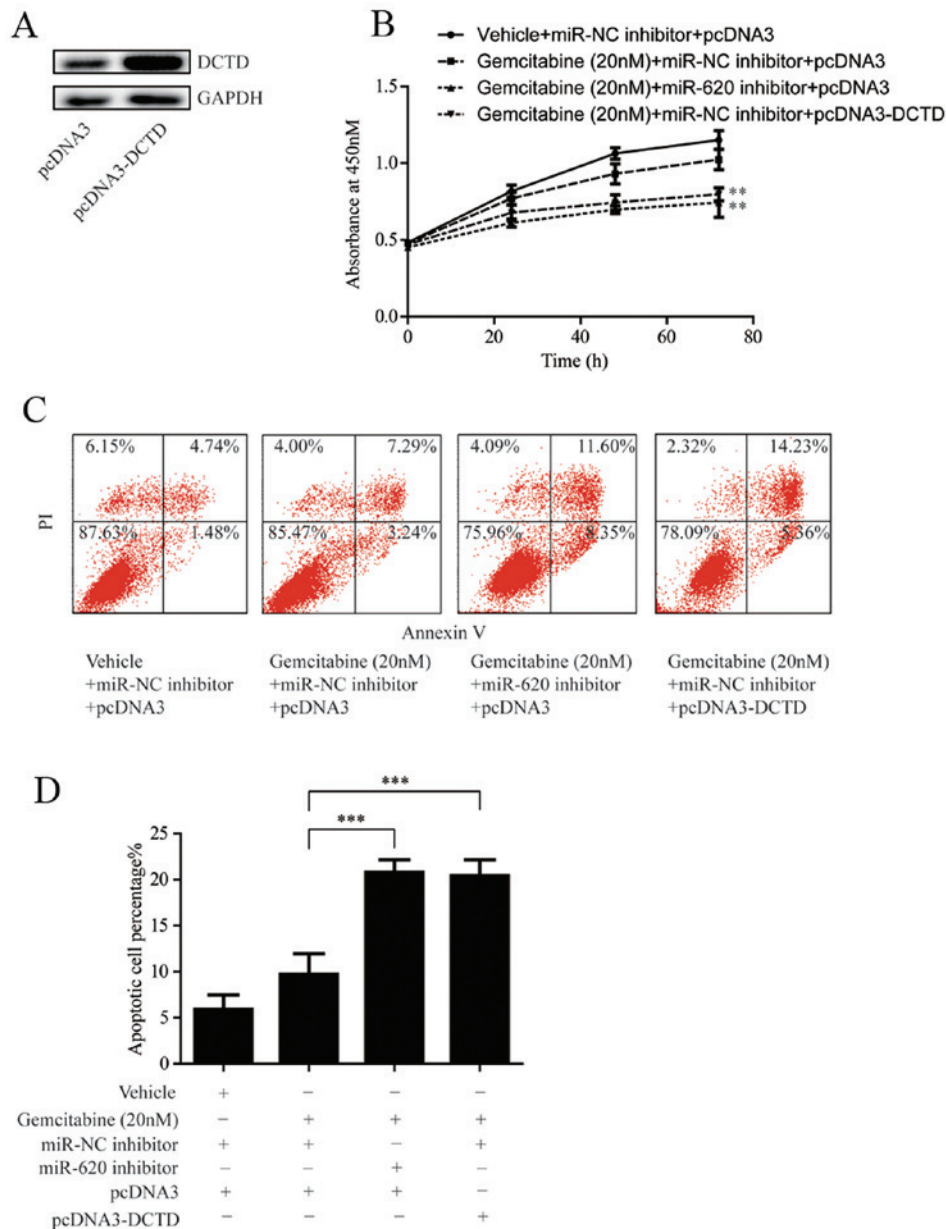 A
DCTD
GAPDH
pcDNA3
pcDNA3-DCTD
B
Vehicle+miR-NC inhibitor+pcDNA3
Gemcitabine (20nM)+miR-NC inhibitor+pcDNA3
Gemcitabine (20nM)+miR-620 inhibitor+pcDNA3
Gemcitabine (20nM)+miR-NC inhibitor+pcDNA3-DCTD
Absorbance at 450nM
1.5
1.0
0.5
0.0
**
**
0 20 40 60 80
Time (h)
C
PI
6.15% 4.74%
87.63% 1.48%
4.00% 7.29%
85.47% 3.24%
4.09% 11.60%
75.96% 8.35%
2.32% 14.23%
78.09% 5.36%
Annexin V
Vehicle
+miR-NC inhibitor
+pcDNA3
Gemcitabine (20nM)
+miR-NC inhibitor
+pcDNA3
Gemcitabine (20nM)
+miR-620 inhibitor
+pcDNA3
Gemcitabine (20nM)
+miR-NC inhibitor
+pcDNA3-DCTD
D
***
***
Apoptotic cell percentage%
25
20
15
10
5
0
Vehicle + − − −
Gemcitabine (20nM) − + + +
miR-NC inhibitor + + − +
miR-620 inhibitor − − + −
pcDNA3 + + + −
pcDNA3-DCTD − − − +